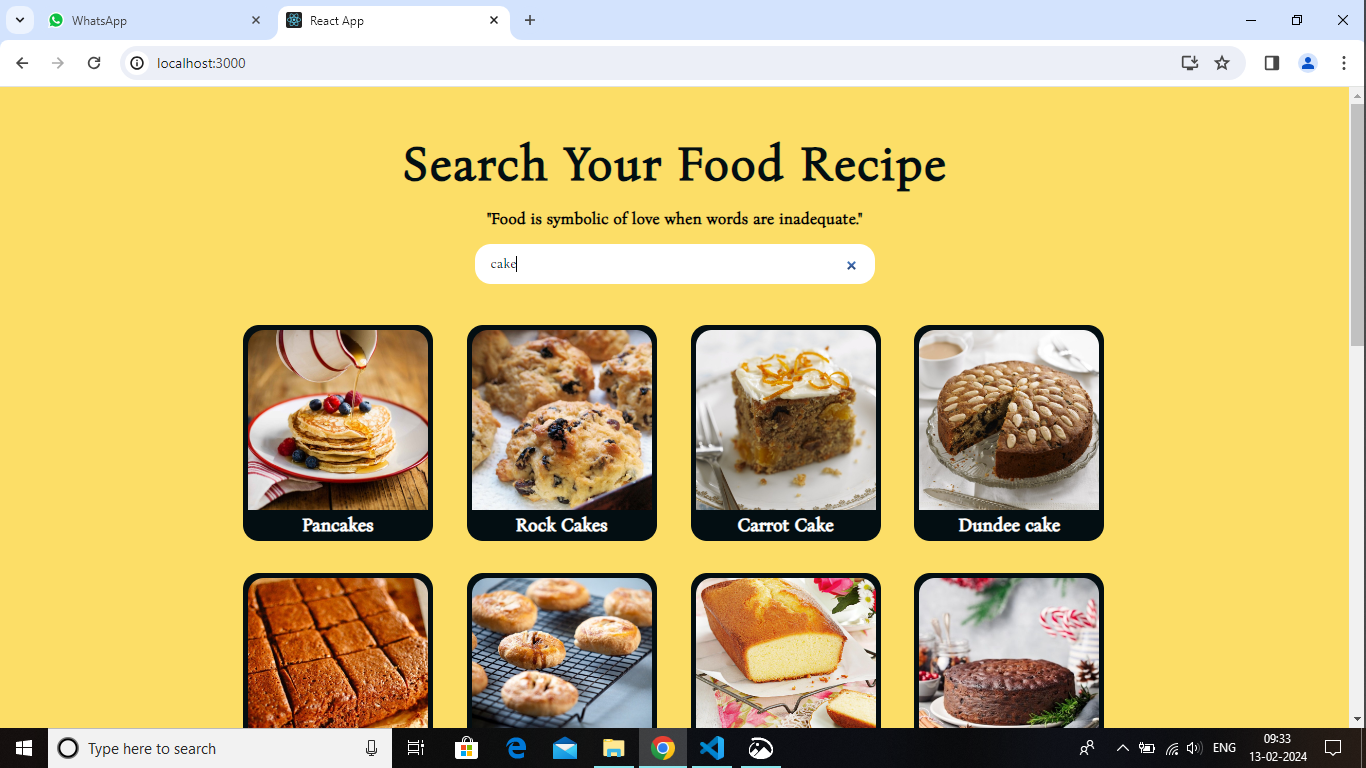 WhatsApp
React App
localhost:3000
Search Your Food Recipe
"Food is symbolic of love when words are inadequate."
cake
Pancakes
Rock Cakes
Carrot Cake
Dundee cake
Type here to search
ENG
09:33
13-02-2024